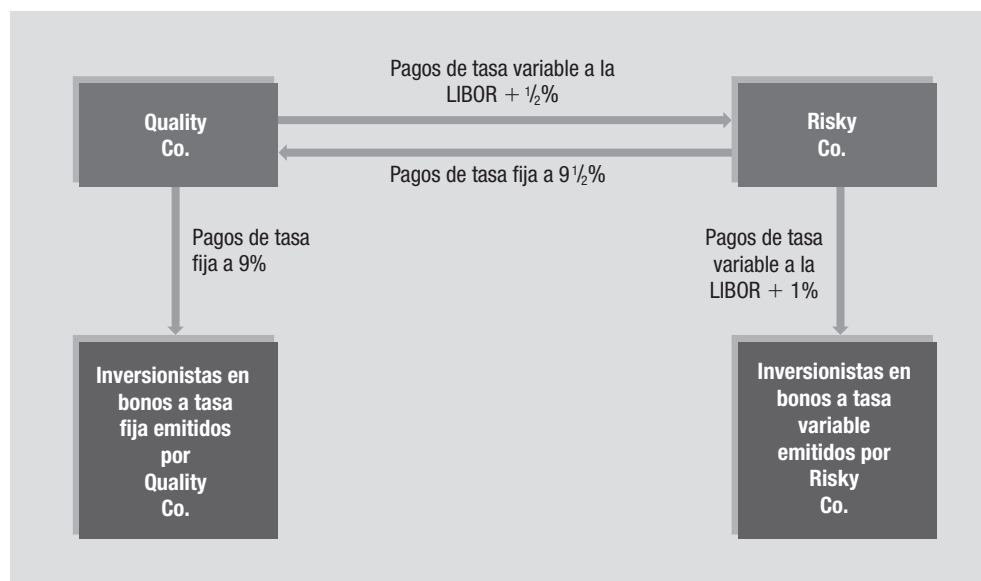 Pagos de tasa variable a la
LIBOR + ½%
Quality
Co.
Risky
Co.
Pagos de tasa fija a 9½%
Pagos de tasa
fija a 9%
Pagos de tasa
variable a la
LIBOR + 1%
Inversionistas en
bonos a tasa
fija emitidos
por
Quality
Co.
Inversionistas en
bonos a tasa
variable
emitidos por
Risky
Co.